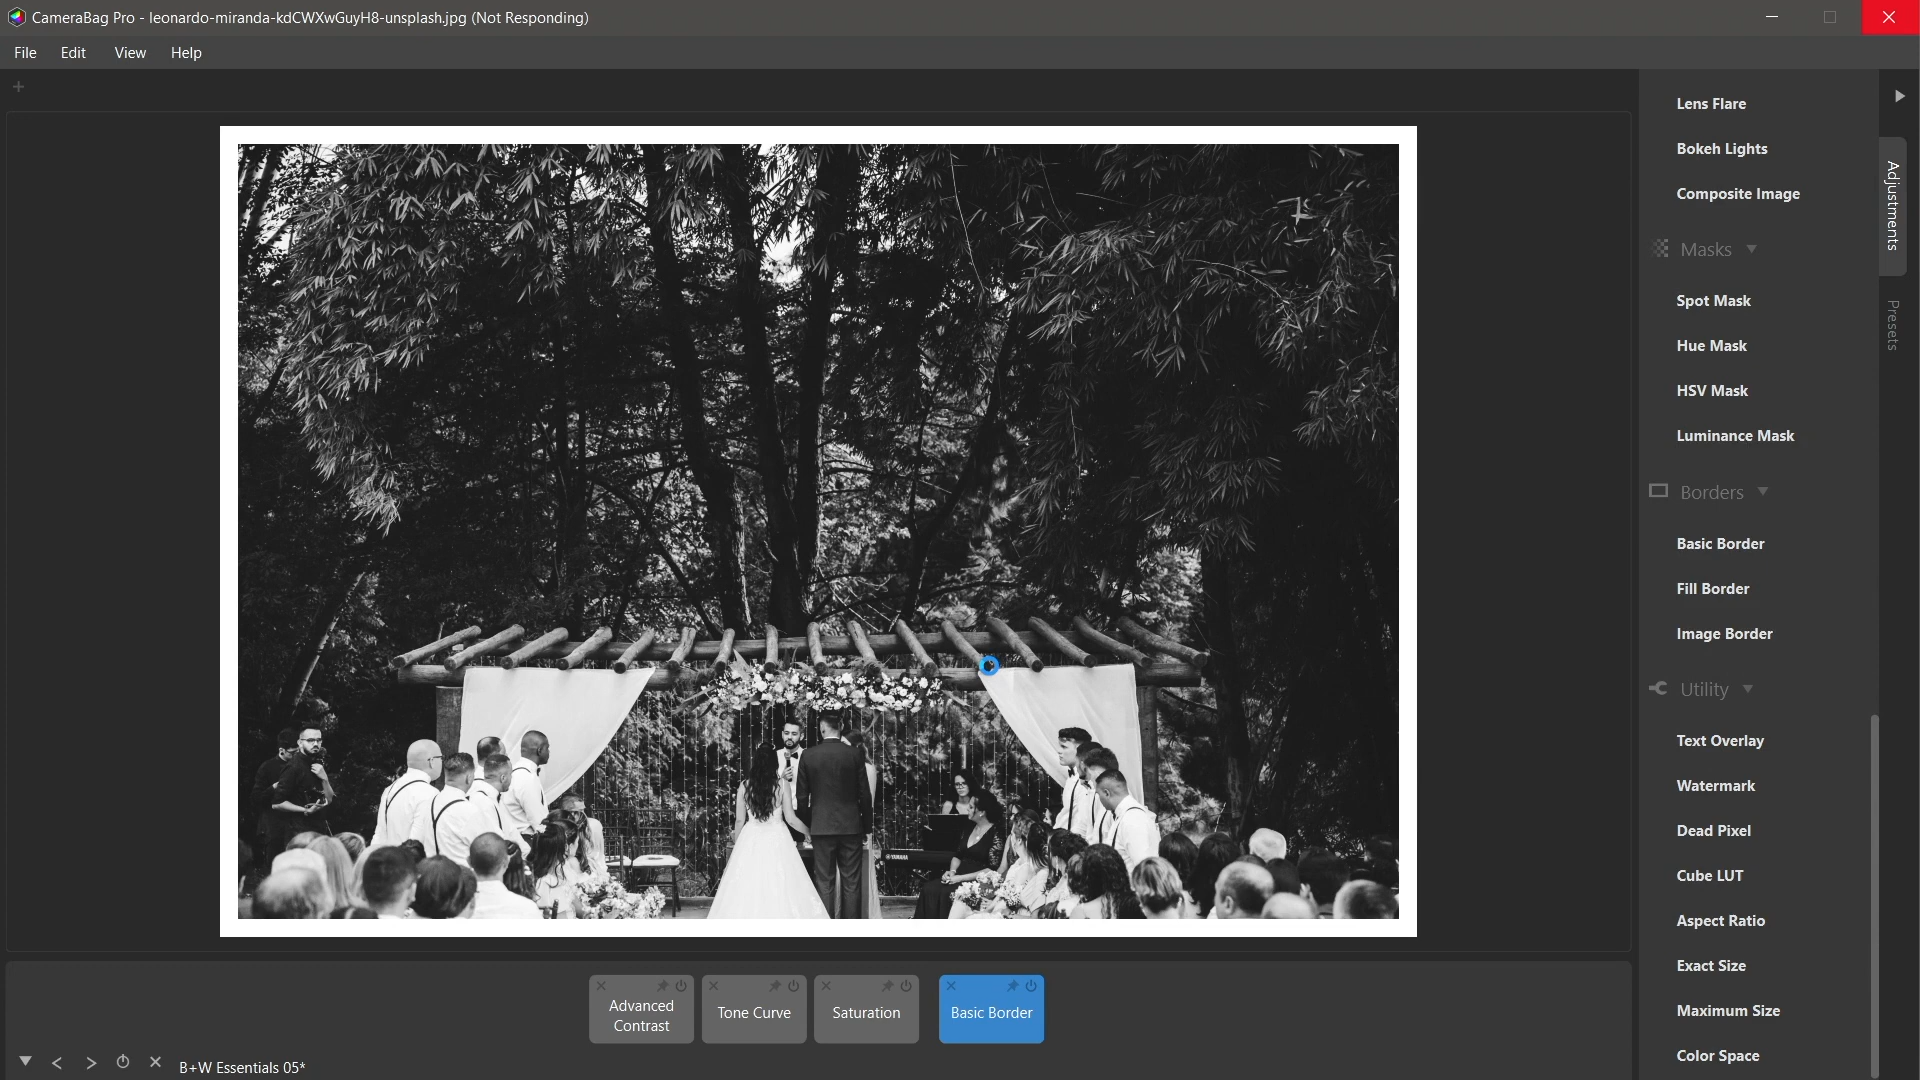 CameraBag Pro - leonardo-miranda-kdCWXwGuyH8-unsplash.jpg (Not Responding)
File Edit View Help
Lens Flare
Bokeh Lights
Composite Image
Masks
Spot Mask
Hue Mask
HSV Mask
Luminance Mask
Borders
Basic Border
Fill Border
Image Border
Utility
Text Overlay
Watermark
Dead Pixel
Cube LUT
Aspect Ratio
Exact Size
Maximum Size
Color Space
Adjustments
Presets
YAMAHA
Advanced
Contrast
Tone Curve
Saturation
Basic Border
B+W Essentials 05*